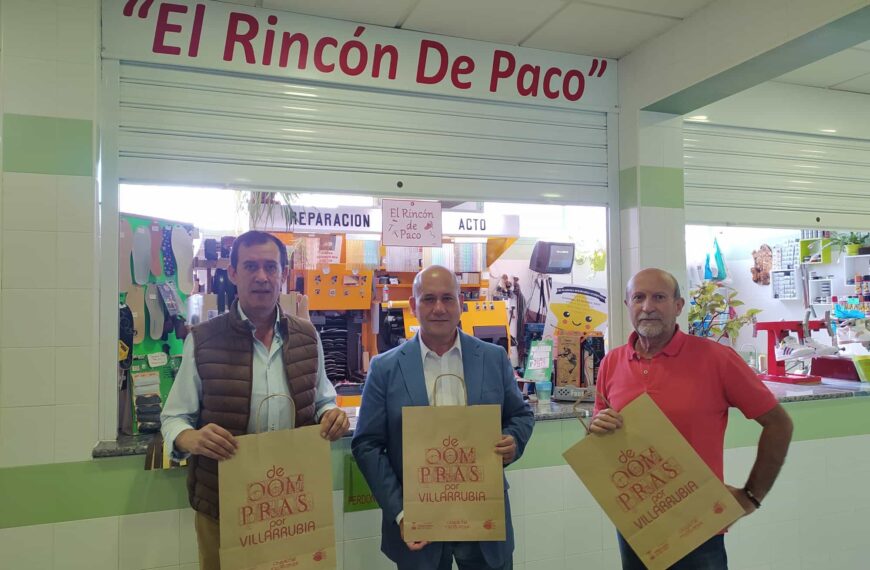 “El Rincón De Paco”
REPARACION
ACTO
El Rincón
de
Paco
de
COM
PRAS
por
VILLARRUBIA
de
COM
PRAS
por
VILLARRUBIA
de
COM
PRAS
por
VILLARRUBIA